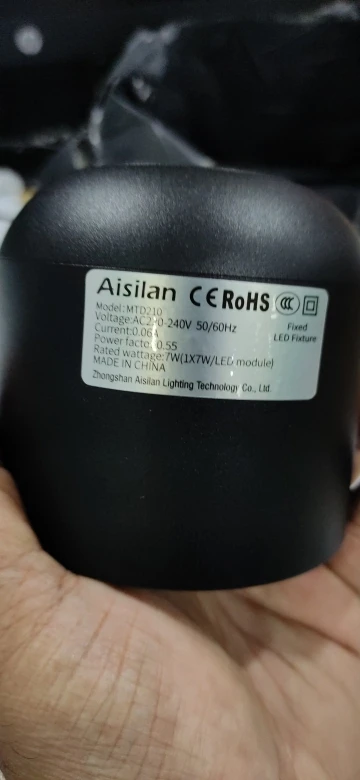 Aisilan CE RoHS CCC
Model:MTD210
Voltage:AC220-240V 50/60Hz
Current:0.06A
Power factor:0.55
Rated wattage:7W(1X7W/LED module)
MADE IN CHINA
Zhongshan Aisilan Lighting Technology Co., Ltd.
Fixed
LED Fixture